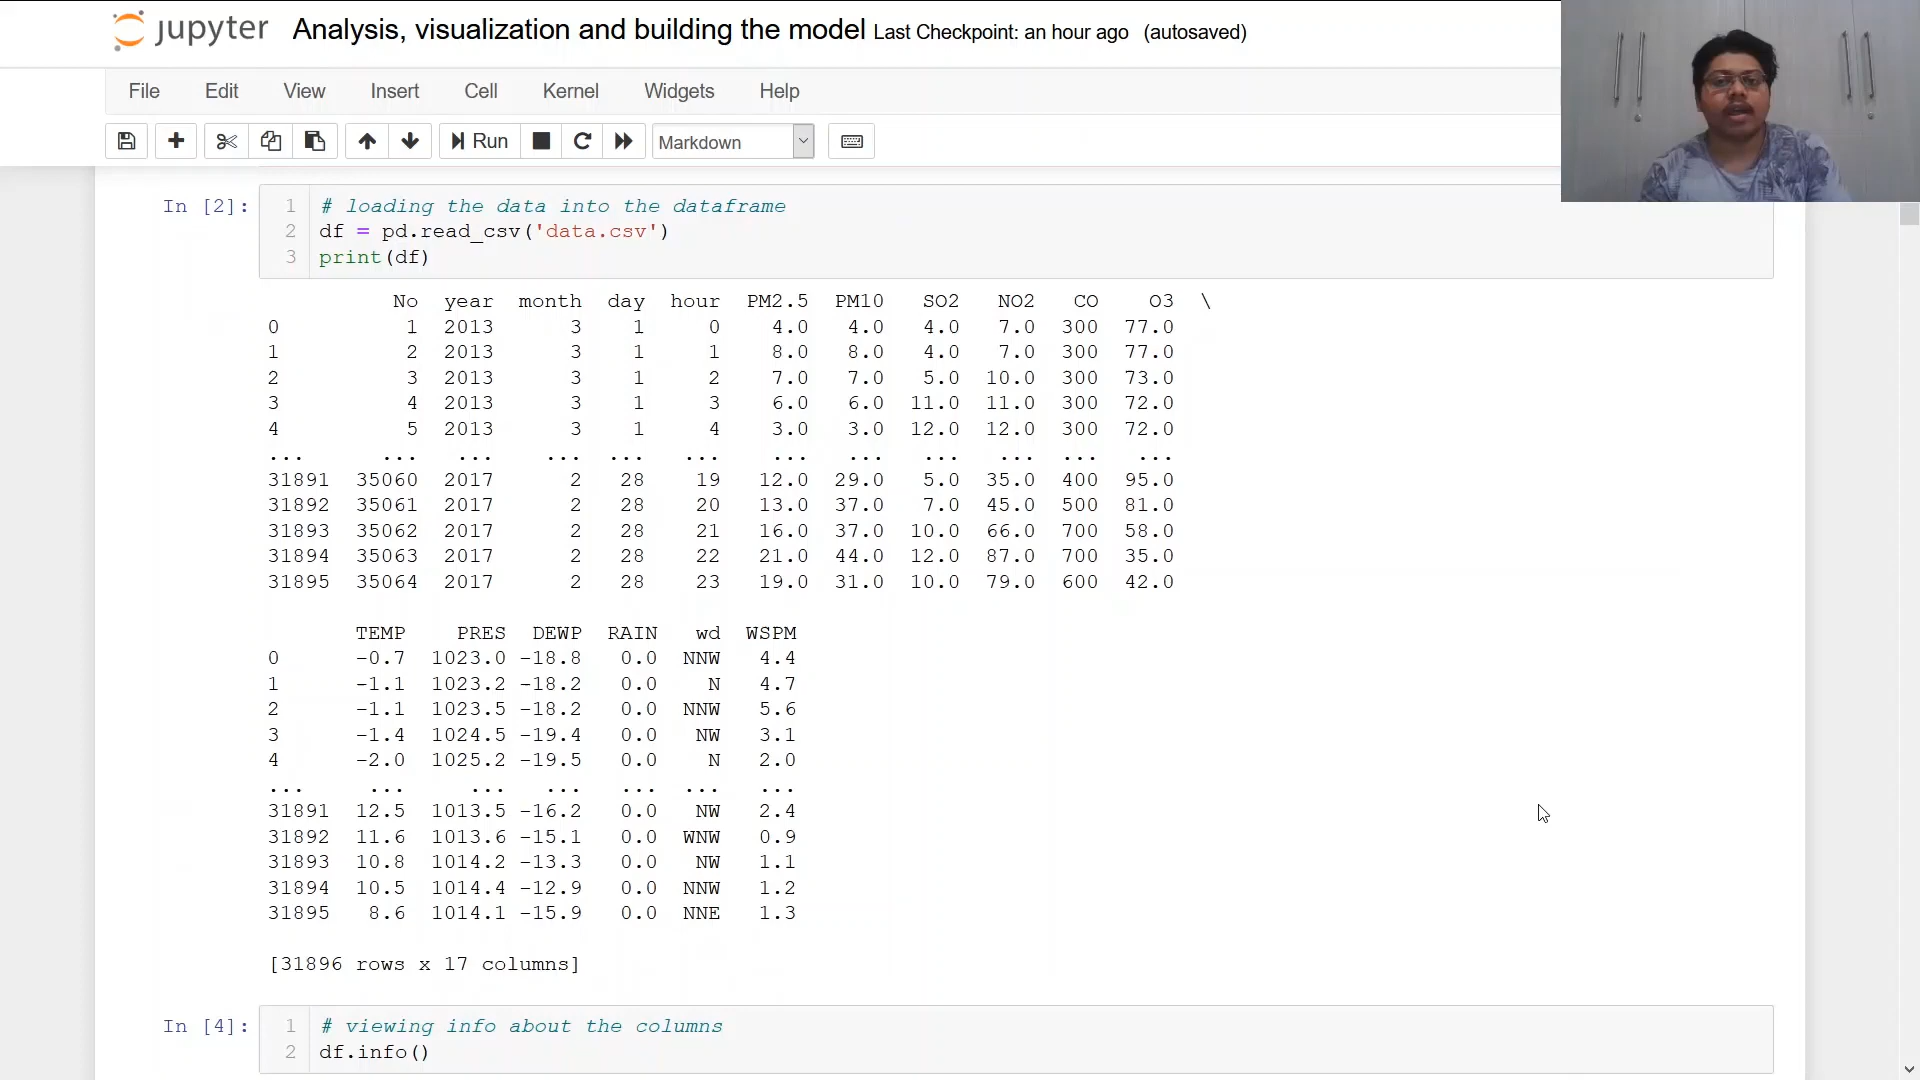 jupyter Analysis, visualization and building the model Last Checkpoint: an hour ago (autosaved)
File Edit View Insert Cell Kernel Widgets Help
Run Markdown
In [2]: 1 # loading the data into the dataframe
2 df = pd.read_csv('data.csv')
3 print(df)
No year month day hour PM2.5 PM10 SO2 NO2 CO O3 \
0 1 2013 3 1 0 4.0 4.0 4.0 7.0 300 77.0
1 2 2013 3 1 1 8.0 8.0 4.0 7.0 300 77.0
2 3 2013 3 1 2 7.0 7.0 5.0 10.0 300 73.0
3 4 2013 3 1 3 6.0 6.0 11.0 11.0 300 72.0
4 5 2013 3 1 4 3.0 3.0 12.0 12.0 300 72.0
... ... ... ... ... ... ... ... ... ... ... ...
31891 35060 2017 2 28 19 12.0 29.0 5.0 35.0 400 95.0
31892 35061 2017 2 28 20 13.0 37.0 7.0 45.0 500 81.0
31893 35062 2017 2 28 21 16.0 37.0 10.0 66.0 700 58.0
31894 35063 2017 2 28 22 21.0 44.0 12.0 87.0 700 35.0
31895 35064 2017 2 28 23 19.0 31.0 10.0 79.0 600 42.0
TEMP PRES DEWP RAIN wd WSPM
0 -0.7 1023.0 -18.8 0.0 NNW 4.4
1 -1.1 1023.2 -18.2 0.0 N 4.7
2 -1.1 1023.5 -18.2 0.0 NNW 5.6
3 -1.4 1024.5 -19.4 0.0 NW 3.1
4 -2.0 1025.2 -19.5 0.0 N 2.0
... ... ... ... ... ... ...
31891 12.5 1013.5 -16.2 0.0 NW 2.4
31892 11.6 1013.6 -15.1 0.0 WNW 0.9
31893 10.8 1014.2 -13.3 0.0 NW 1.1
31894 10.5 1014.4 -12.9 0.0 NNW 1.2
31895 8.6 1014.1 -15.9 0.0 NNE 1.3
[31896 rows x 17 columns]
In [4]: 1 # viewing info about the columns
2 df.info()